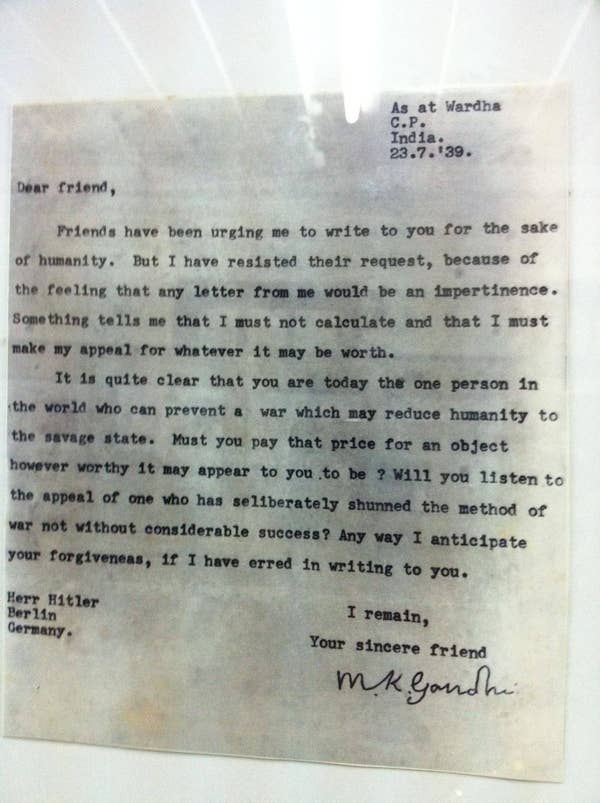 As at Wardha
C.P.
India.
23.7.'39.
Dear friend,
Friends have been urging me to write to you for the sake
of humanity. But I have resisted their request, because of
the feeling that any letter from me would be an impertinence.
Something tells me that I must not calculate and that I must
make my appeal for whatever it may be worth.
It is quite clear that you are today the one person in
the world who can prevent a war which may reduce humanity to
the savage state. Must you pay that price for an object
however worthy it may appear to you to be ? Will you listen to
the appeal of one who has seliberately shunned the method of
war not without considerable success? Any way I anticipate
your forgiveness, if I have erred in writing to you.
Herr Hitler
Berlin
Germany.
I remain,
Your sincere friend
M.K.Gandhi